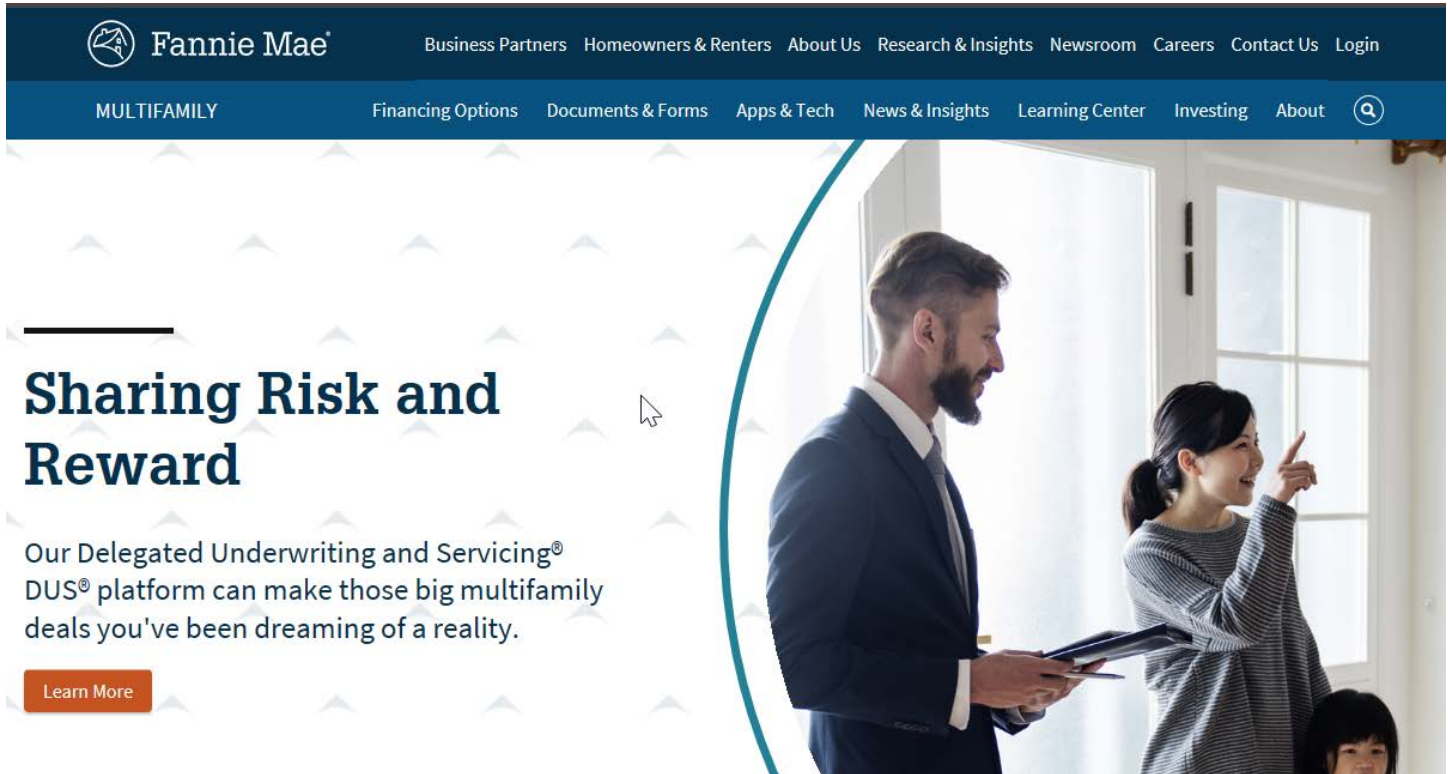 Fannie Mae®
Business Partners Homeowners & Renters About Us Research & Insights Newsroom Careers Contact Us Login
MULTIFAMILY
Financing Options Documents & Forms Apps & Tech News & Insights Learning Center Investing About
Sharing Risk and
Reward
Our Delegated Underwriting and Servicing®
DUS® platform can make those big multifamily
deals you've been dreaming of a reality.
Learn More